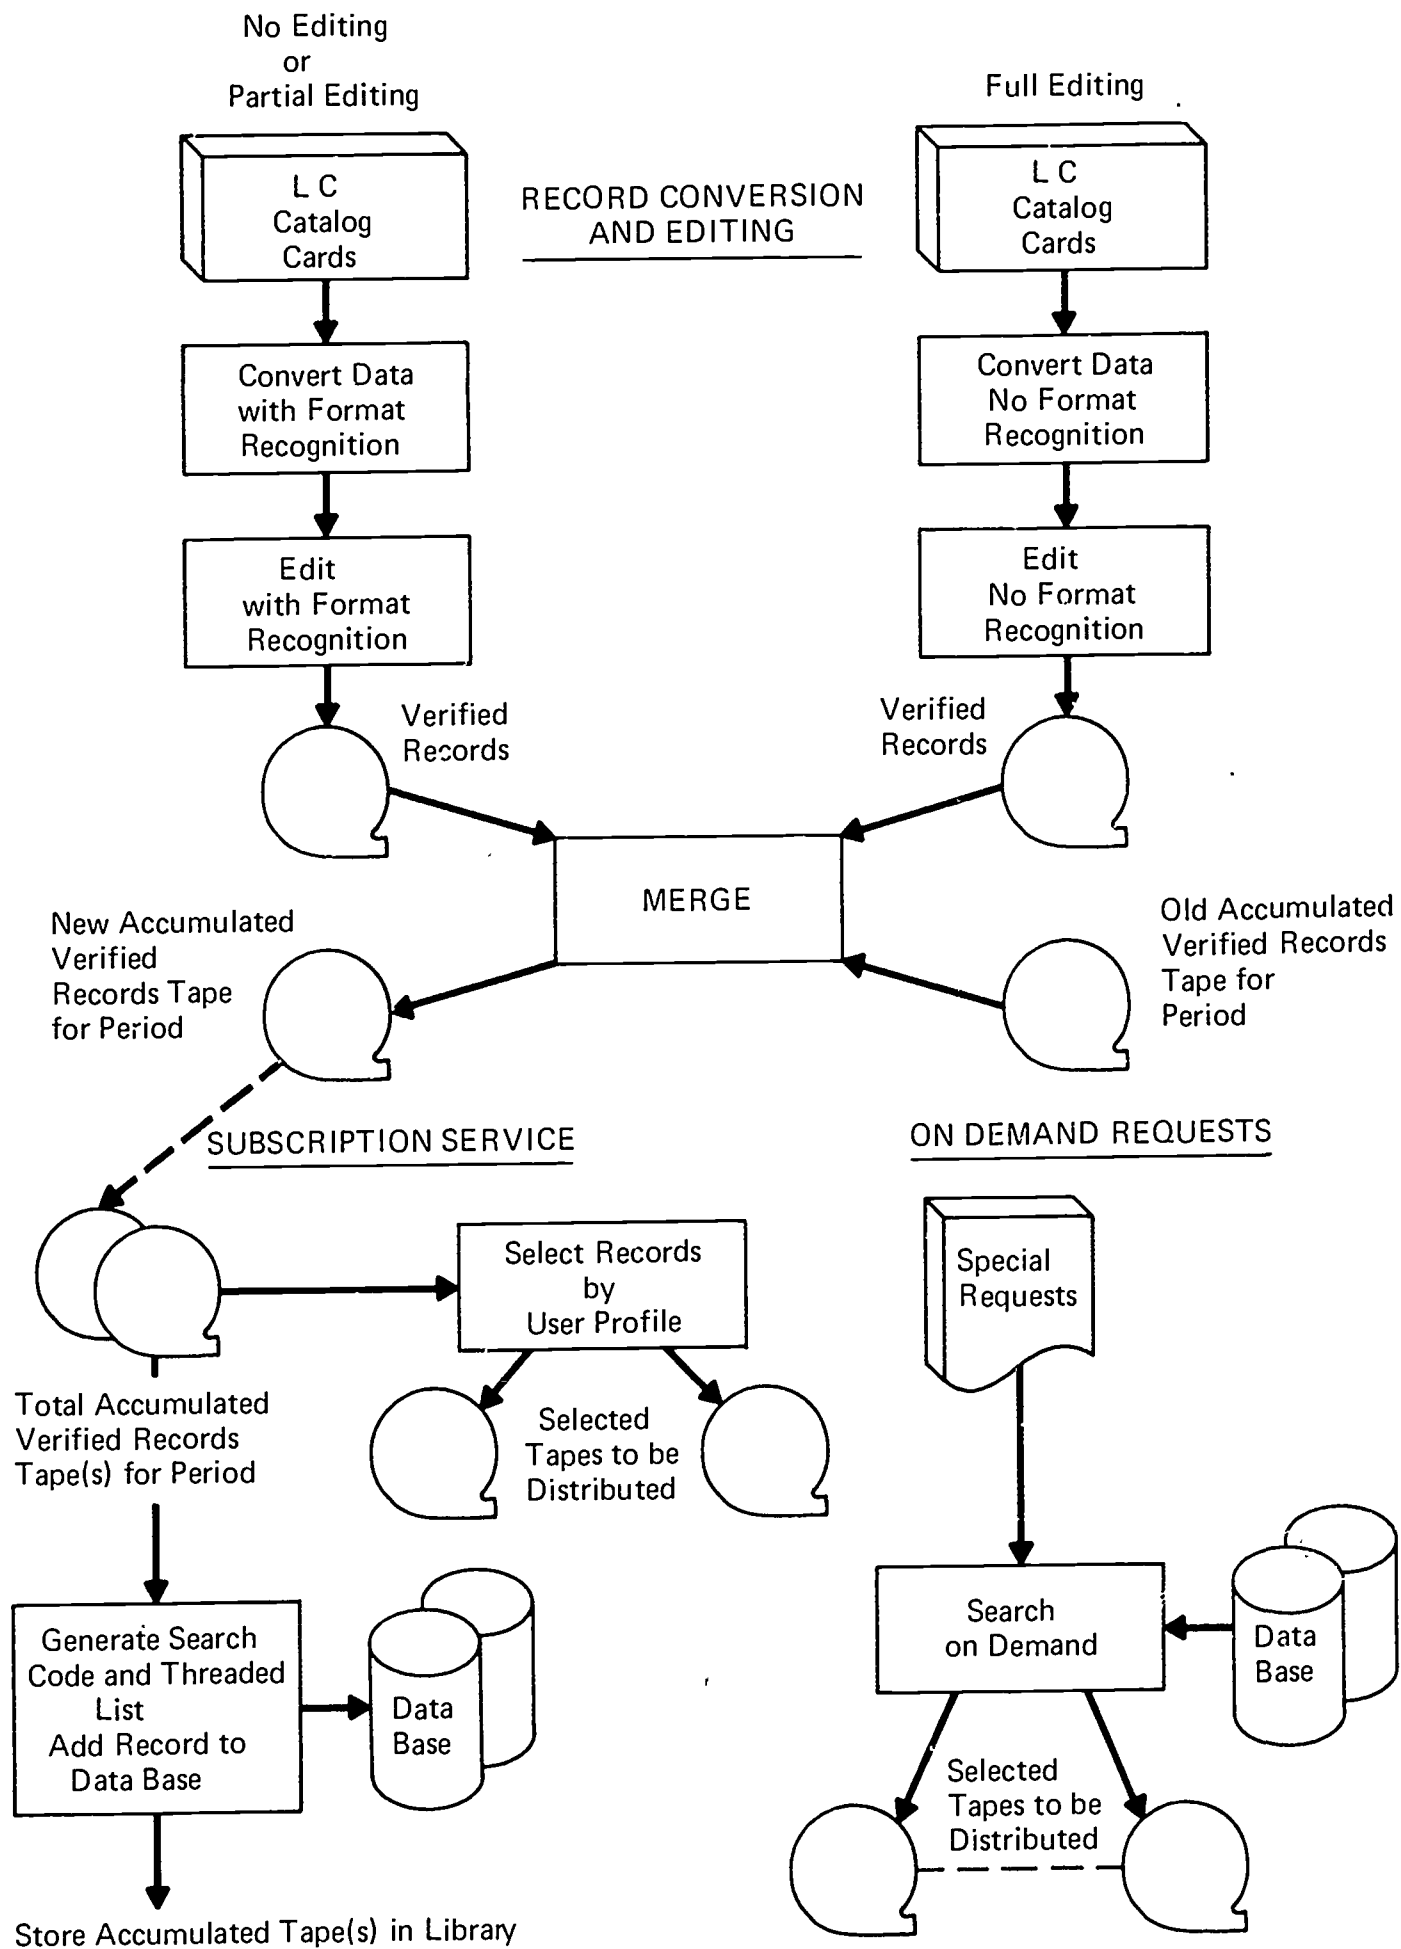 No Editing
or
Partial Editing
Full Editing
L C
Catalog
Cards
RECORD CONVERSION
AND EDITING
L C
Catalog
Cards
Convert Data
with Format
Recognition
Convert Data
No Format
Recognition
Edit
with Format
Recognition
Edit
No Format
Recognition
Verified
Records
Verified
Records
MERGE
New Accumulated
Verified
Records Tape
for Period
Old Accumulated
Verified Records
Tape for
Period
SUBSCRIPTION SERVICE
ON DEMAND REQUESTS
Select Records
by
User Profile
Special
Requests
Total Accumulated
Verified Records
Tape(s) for Period
Selected
Tapes to be
Distributed
Generate Search
Code and Threaded
List
Add Record to
Data Base
Data
Base
Search
on Demand
Data
Base
Selected
Tapes to be
Distributed
Store Accumulated Tape(s) in Library